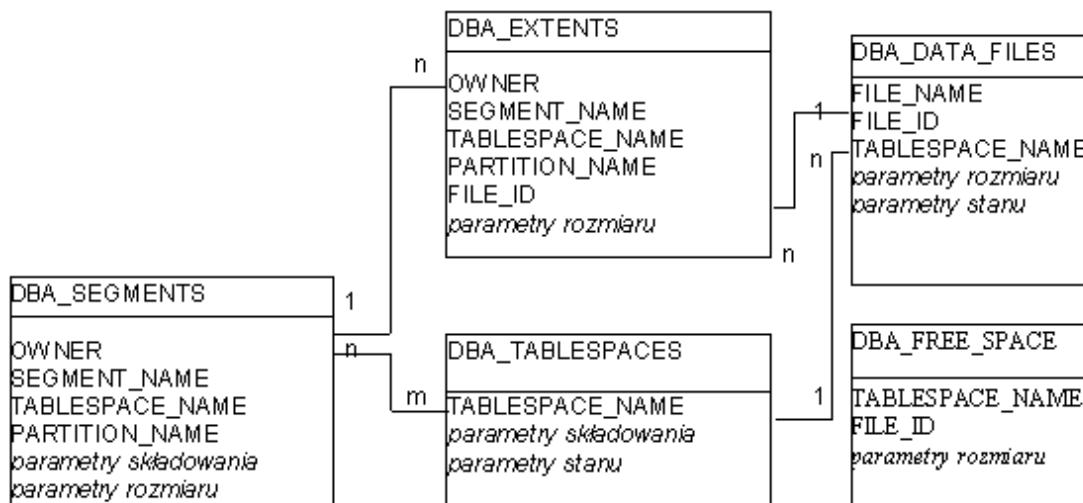 DBA_EXTENTS
OWNER
SEGMENT_NAME
TABLESPACE_NAME
PARTITION_NAME
FILE_ID
parametry rozmiaru
DBA_DATA_FILES
FILE_NAME
FILE_ID
TABLESPACE_NAME
parametry rozmiaru
parametry stanu
n
1
n
n
DBA_SEGMENTS
OWNER
SEGMENT_NAME
TABLESPACE_NAME
PARTITION_NAME
parametry składowania
parametry rozmiaru
1
n
m
DBA_TABLESPACES
TABLESPACE_NAME
parametry składowania
parametry stanu
1
DBA_FREE_SPACE
TABLESPACE_NAME
FILE_ID
parametry rozmiaru